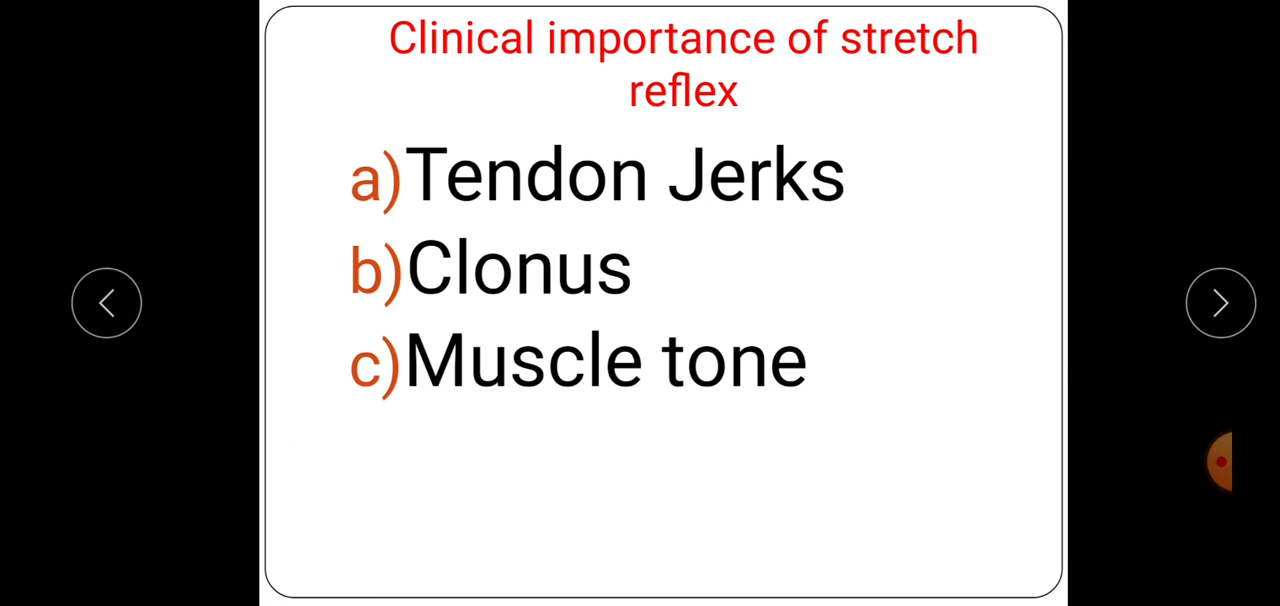 Clinical importance of stretch
reflex
a)Tendon Jerks
b)Clonus
c)Muscle tone